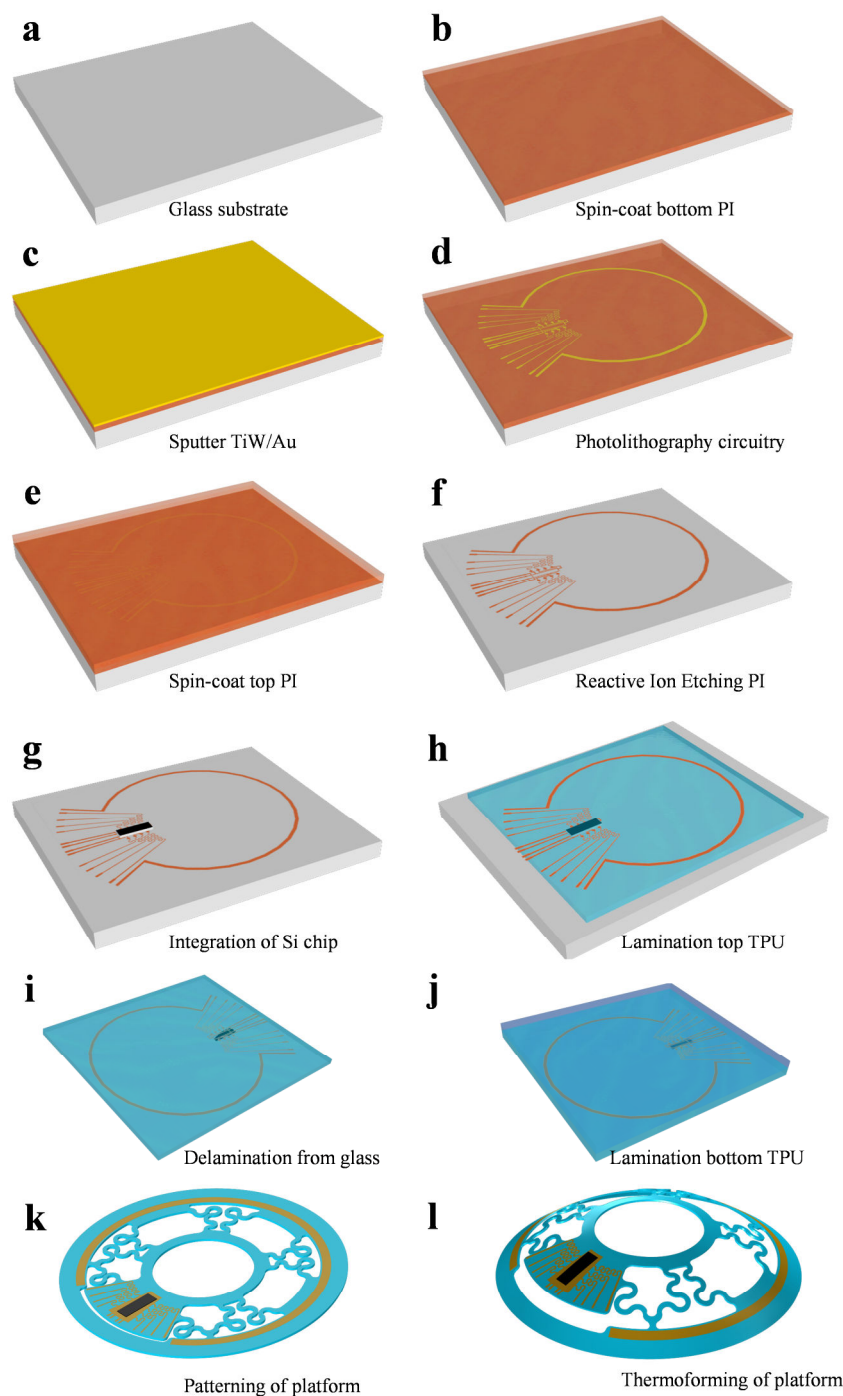 a
Glass substrate
b
Spin-coat bottom PI
c
Sputter TiW/Au
d
Photolithography circuitry
e
Spin-coat top PI
f
Reactive Ion Etching PI
g
Integration of Si chip
h
Lamination top TPU
i
Delamination from glass
j
Lamination bottom TPU
k
Patterning of platform
l
Thermoforming of platform